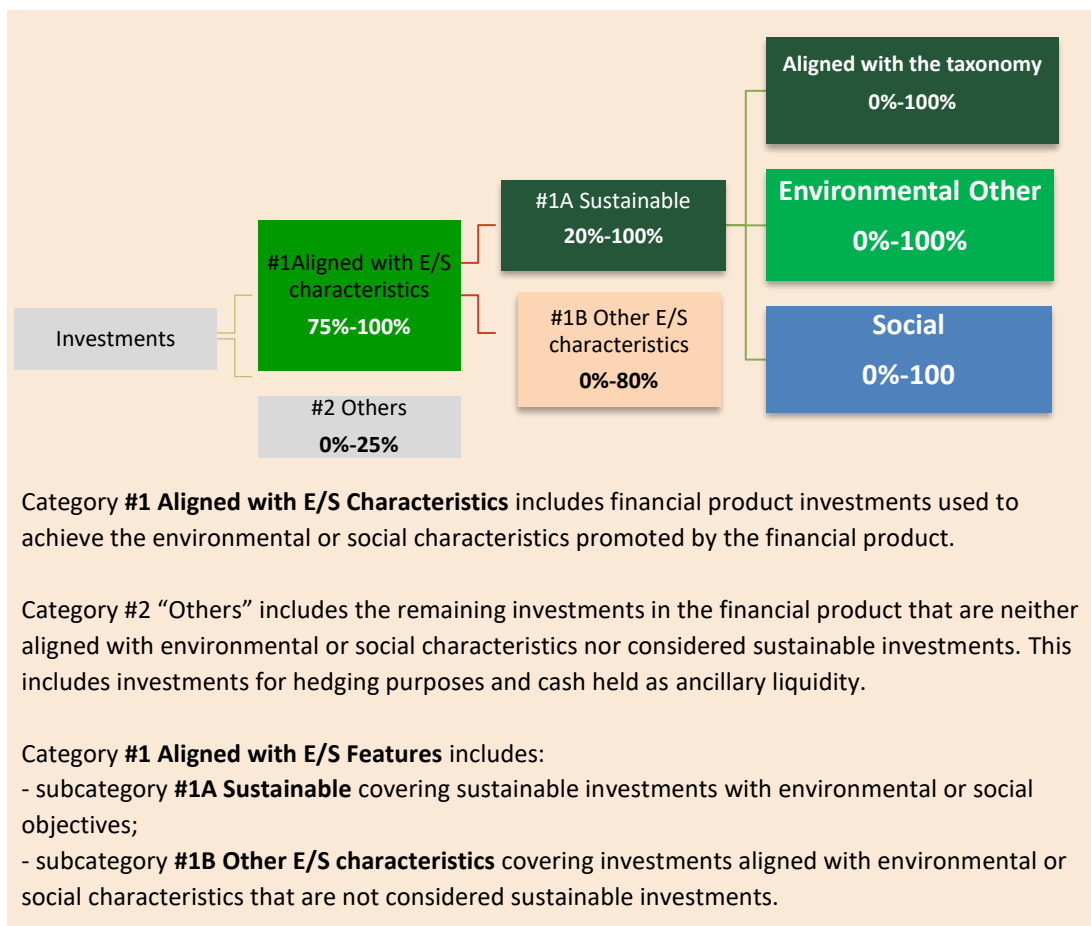 Aligned with the taxonomy
0%-100%
#1A Sustainable
20%-100%
Environmental Other
0%-100%
#1Aligned with E/S
characteristics
75%-100%
Investments
#1B Other E/S
characteristics
0%-80%
Social
0%-100
#2 Others
0%-25%
Category #1 Aligned with E/S Characteristics includes financial product investments used to
achieve the environmental or social characteristics promoted by the financial product.
Category #2 “Others” includes the remaining investments in the financial product that are neither
aligned with environmental or social characteristics nor considered sustainable investments. This
includes investments for hedging purposes and cash held as ancillary liquidity.
Category #1 Aligned with E/S Features includes:
- subcategory #1A Sustainable covering sustainable investments with environmental or social
objectives;
- subcategory #1B Other E/S characteristics covering investments aligned with environmental or
social characteristics that are not considered sustainable investments.